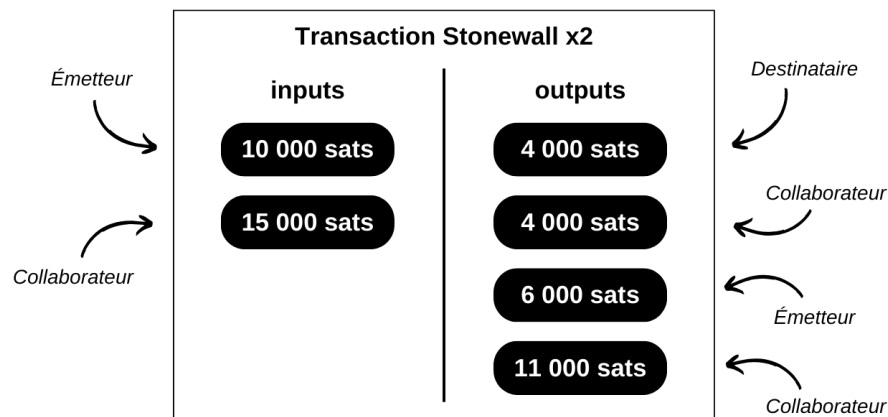 Transaction Stonewall x2
Émetteur
Destinataire
inputs
outputs
10 000 sats
4 000 sats
15 000 sats
4 000 sats
Collaborateur
Collaborateur
6 000 sats
Émetteur
11 000 sats
Collaborateur